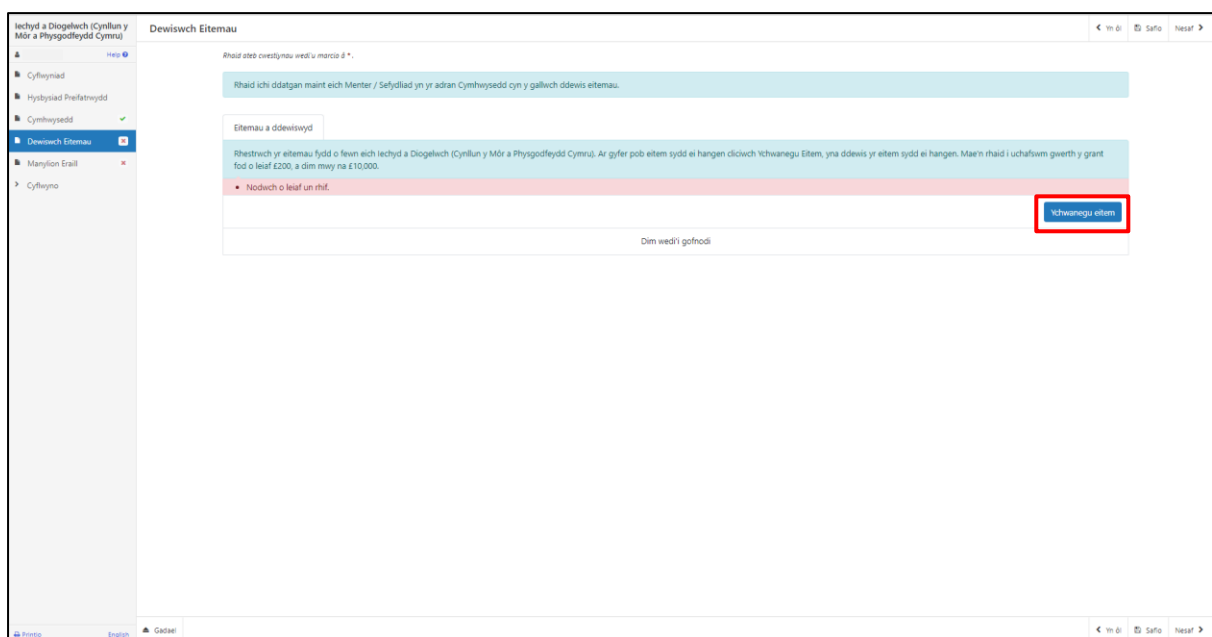 Iechyd a Diogelwch (Cynllun y
Môr a Physgodfeydd Cymru)
Help
Cyflwyniad
Hysbysiad Preifatrwydd
Cymhwysedd
Dewiswch Eitemau
Manylion Eraill
Cyflwyno
Printio English
Dewiswch Eitemau
Yn ôl Safio Nesaf
Rhaid ateb cwestiynau wedi'u marcio â * .
Rhaid ichi ddatgan maint eich Menter / Sefydliad yn yr adran Cymhwysedd cyn y gallwch ddewis eitemau.
Eitemau a ddewiswyd
Rhestrwch yr eitemau fydd o fewn eich Iechyd a Diogelwch (Cynllun y Môr a Physgodfeydd Cymru). Ar gyfer pob eitem sydd ei hangen cliciwch Ychwanegu Eitem, yna ddewis yr eitem sydd ei hangen. Mae'n rhaid i uchafswm gwerth y grant
fod o leiaf £200, a dim mwy na £10,000.
Nodwch o leiaf un rhif.
Ychwanegu eitem
Dim wedi'i gofnodi
Gadael
Yn ôl Safio Nesaf